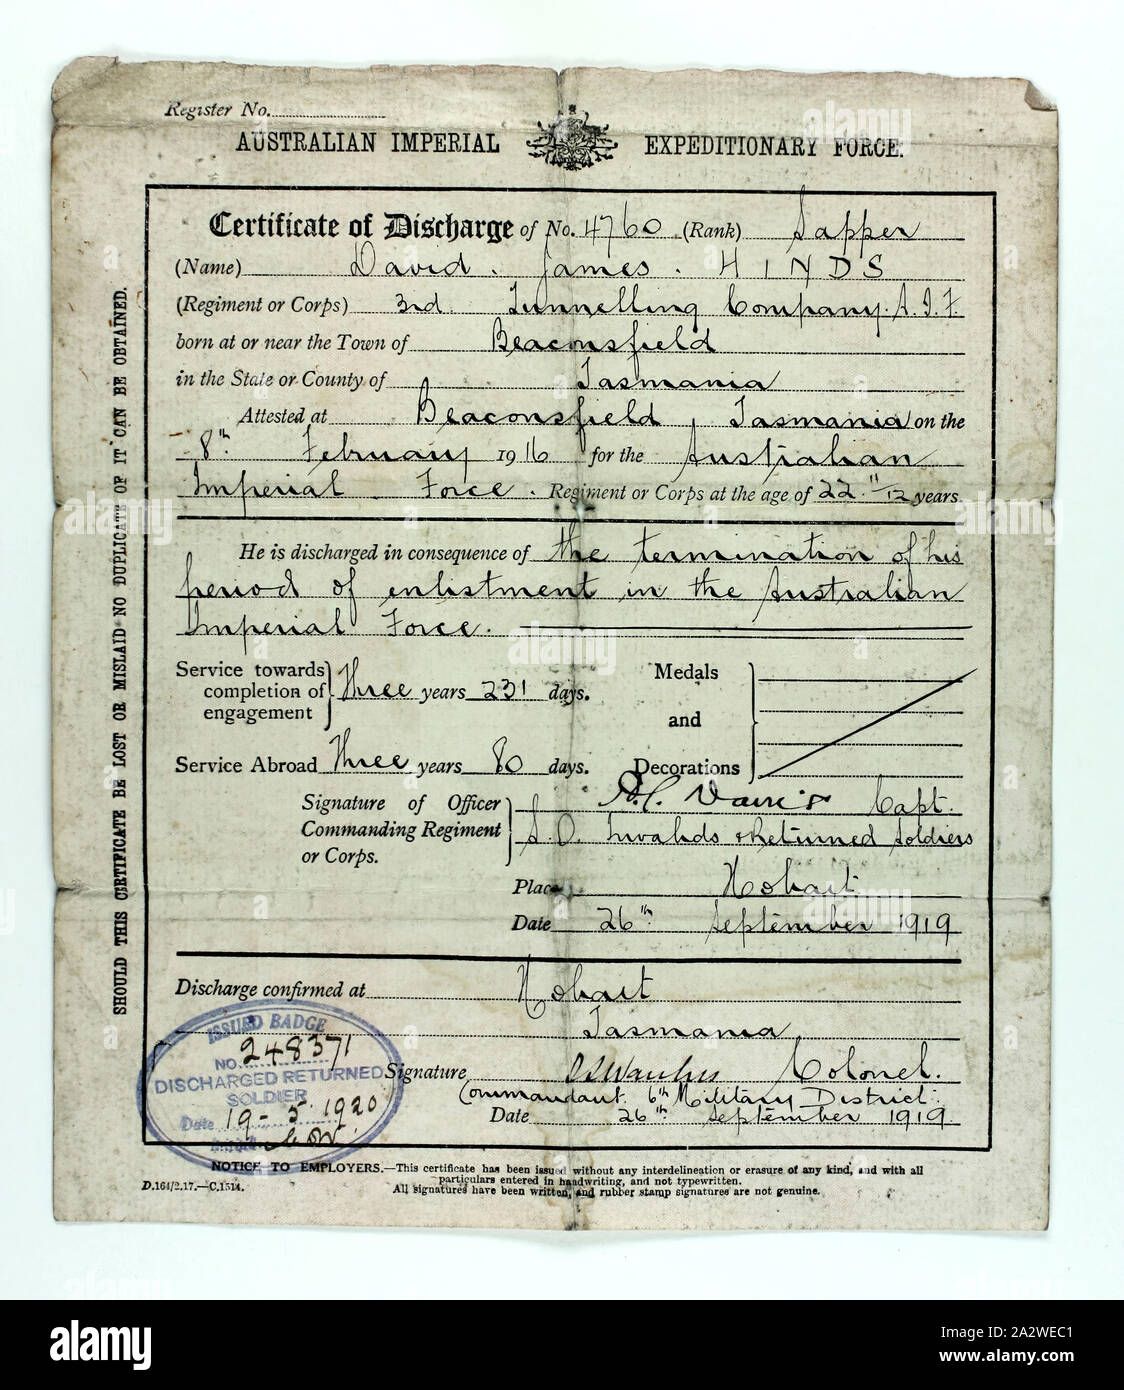 Register No.
AUSTRALIAN IMPERIAL EXPEDITIONARY FORCE.
Certificate of Discharge of No. 4760 (Rank) Sapper
(Name) David . James . HINDS
(Regiment or Corps) 3rd. Tunnelling Company. A.I.F.
born at or near the Town of Beaconsfield
in the State or County of Tasmania
Attested at Beaconsfield, Tasmania on the
8th. February 1916 for the Australian
Imperial Force. Regiment or Corps at the age of 22 11/12 years
He is discharged in consequence of the termination of his
period of enlistment in the Australian
Imperial Force.
Service towards completion of engagement } Three years 231 days.
Medals and Decorations
Service Abroad Three years 80 days.
Signature of Officer Commanding Regiment or Corps.
Capt.
S.O. Invalids & Returned Soldiers
Place Hobart
Date 26th. September 1919
Discharge confirmed at Hobart
Tasmania
Signature Colonel.
Commandant 6th Military District.
Date 26th September 1919
ISSUED BADGE
NO. 248371
DISCHARGED RETURNED
SOLDIER
Date 19-5-1920
NOTICE TO EMPLOYERS.—This certificate has been issued without any interdelineation or erasure of any kind, and with all
particulars entered in handwriting, and not typewritten.
All signatures have been written, and rubber stamp signatures are not genuine.
D.164/2.17.—C.1514.
SHOULD THIS CERTIFICATE BE LOST OR MISLAID NO DUPLICATE OF IT CAN BE OBTAINED.
alamy
Image ID: 2A2WEC1
www.alamy.com